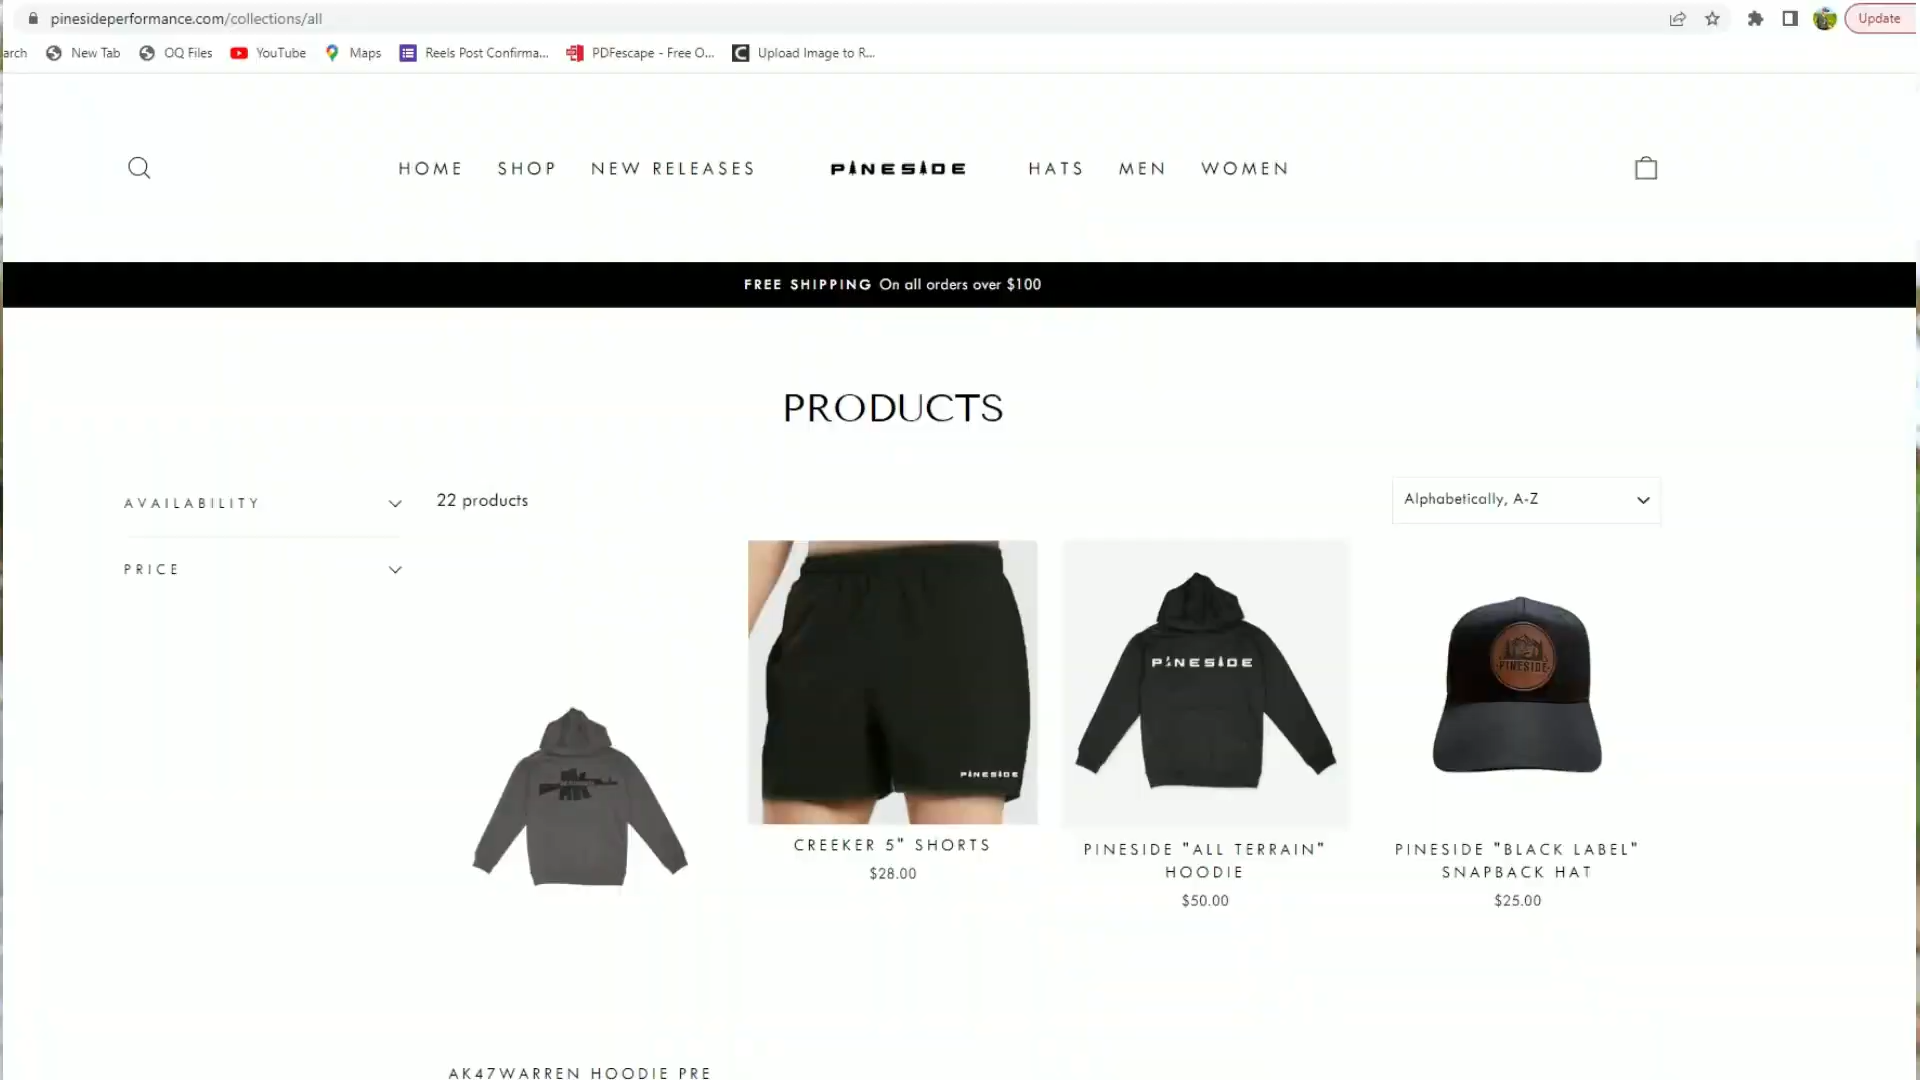 pinesideperformance.com/collections/all
Update
arch
New Tab
OQ Files
YouTube
Maps
Reels Post Confirma...
PDFescape - Free O...
Upload Image to R...
HOME
SHOP
NEW RELEASES
PINESIDE
HATS
MEN
WOMEN
FREE SHIPPING On all orders over $100
PRODUCTS
AVAILABILITY
22 products
Alphabetically, A-Z
PRICE
PINESIDE
PINESIDE
PINESIDE
CREEKER 5" SHORTS
$28.00
PINESIDE "ALL TERRAIN"
HOODIE
$50.00
PINESIDE "BLACK LABEL"
SNAPBACK HAT
$25.00
AK47WARREN HOODIE PRE